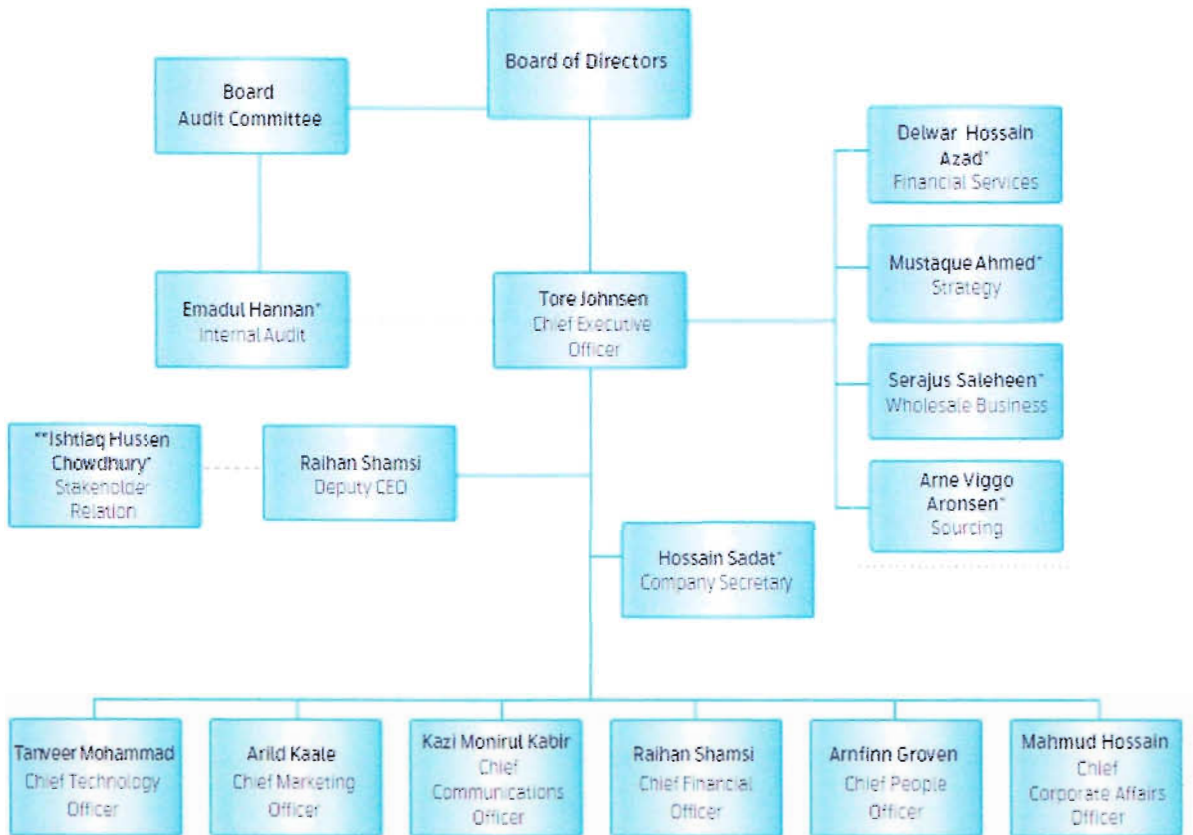 Board of Directors
Board
Audit Committee
Delwar Hossain
Azad*
Financial Services
Mustaque Ahmed*
Strategy
Emadul Hannan*
Internal Audit
Tore Johnsen
Chief Executive
Officer
Serajus Saleheen*
Wholesale Business
**Ishtiaq Hussen
Chowdhury*
Stakeholder
Relation
Raihan Shamsi
Deputy CEO
Arne Viggo
Aronsen*
Sourcing
Hossain Sadat*
Company Secretary
Tanveer Mohammad
Chief Technology
Officer
Arild Kaale
Chief Marketing
Officer
Kazi Monirul Kabir
Chief
Communications
Officer
Raihan Shamsi
Chief Financial
Officer
Arnfinn Groven
Chief People
Officer
Mahmud Hossain
Chief
Corporate Affairs
Officer